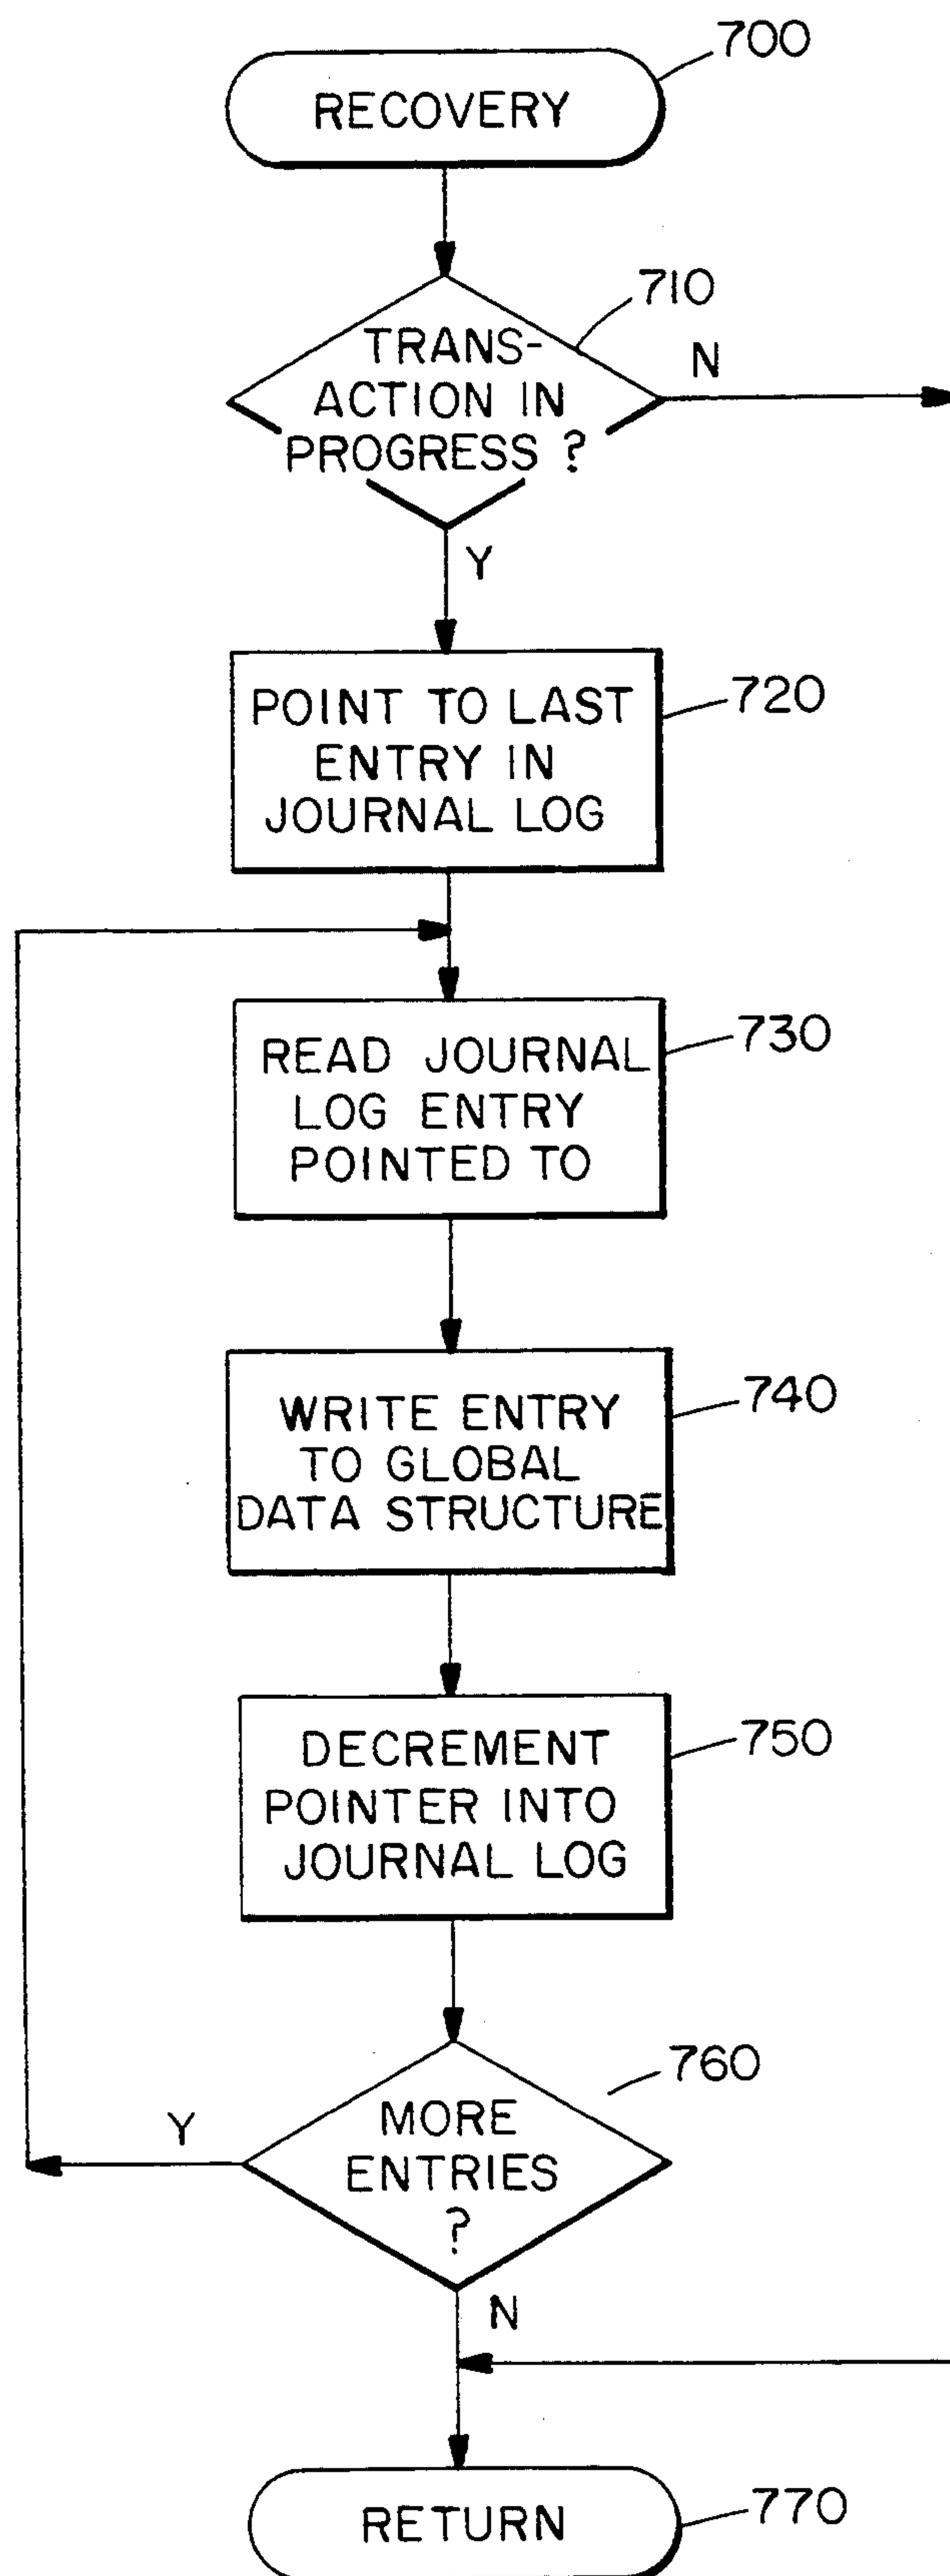 700
RECOVERY
710
TRANS-
ACTION IN
PROGRESS ?
N
Y
POINT TO LAST
ENTRY IN
JOURNAL LOG
720
READ JOURNAL
LOG ENTRY
POINTED TO
730
WRITE ENTRY
TO GLOBAL
DATA STRUCTURE
740
DECREMENT
POINTER INTO
JOURNAL LOG
750
760
MORE
ENTRIES
?
Y
N
RETURN
770